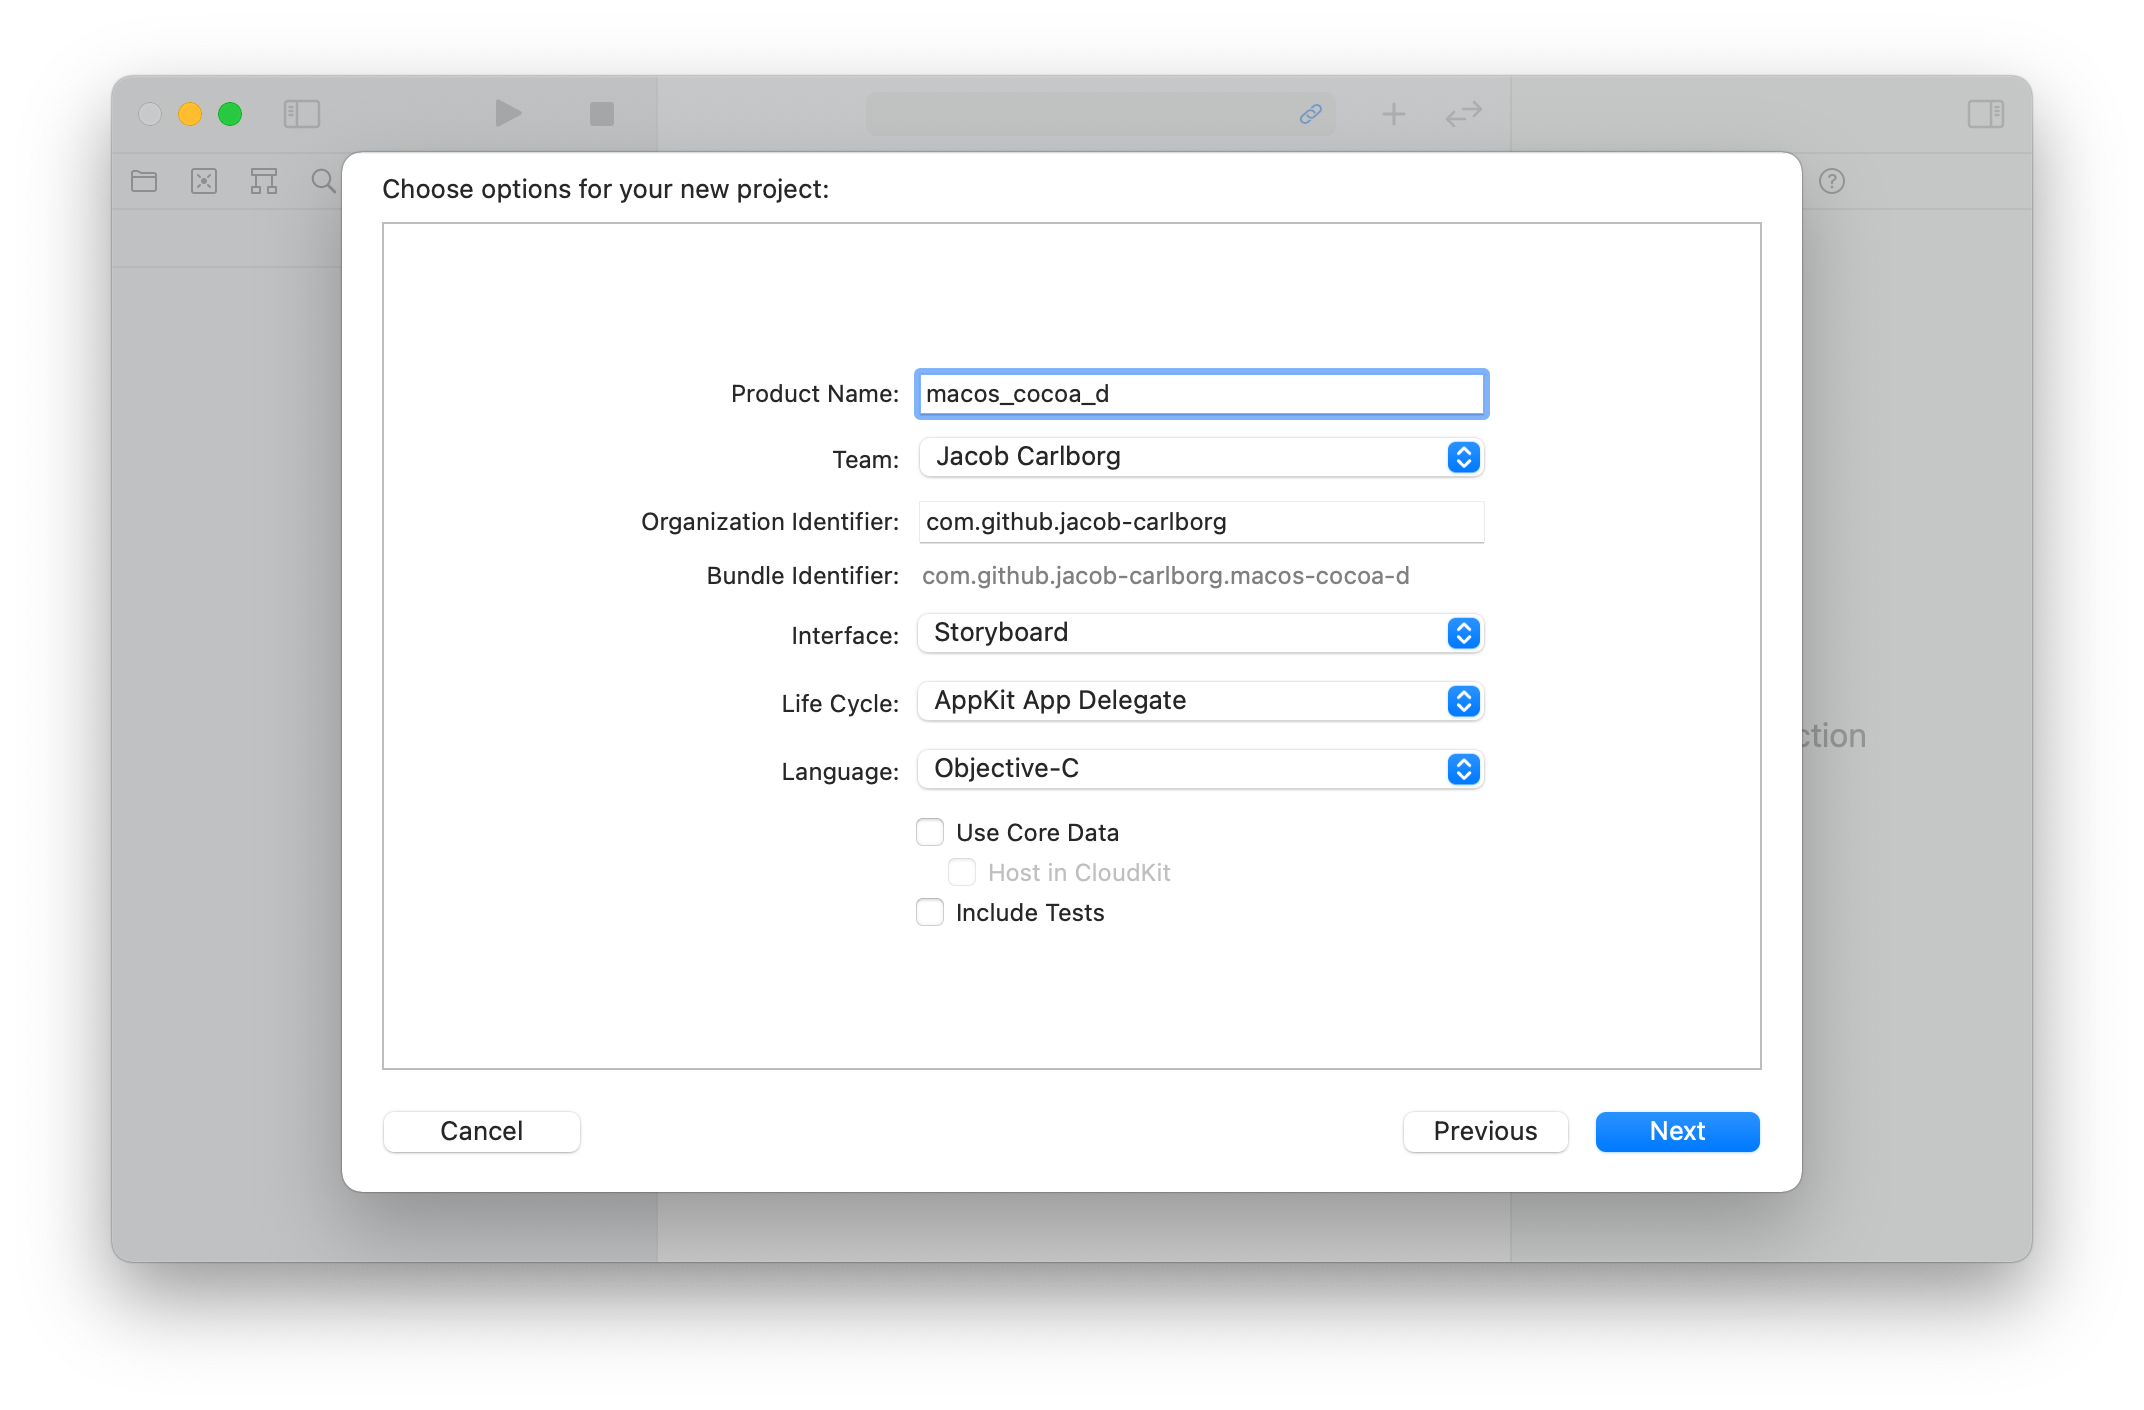 Choose options for your new project:
Product Name: macos_cocoa_d
Team: Jacob Carlborg
Organization Identifier: com.github.jacob-carlborg
Bundle Identifier: com.github.jacob-carlborg.macos-cocoa-d
Interface: Storyboard
Life Cycle: AppKit App Delegate
ction
Language: Objective-C
Use Core Data
Host in CloudKit
Include Tests
Cancel Previous Next